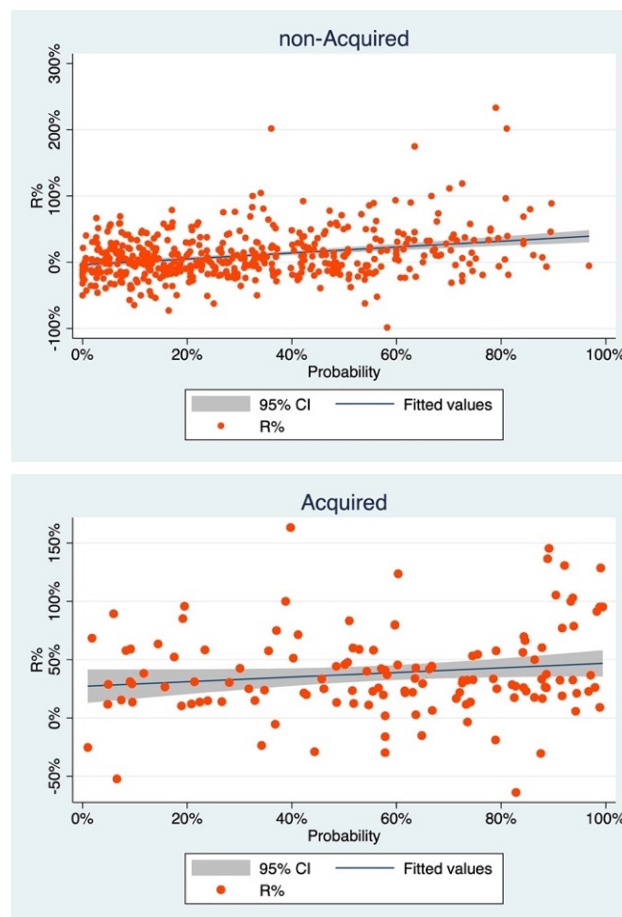 non-Acquired
300%
200%
100%
0%
-100%
R%
0% 20% 40% 60% 80% 100%
Probability
95% CI Fitted values
R%
Acquired
150%
100%
50%
0%
-50%
R%
0% 20% 40% 60% 80% 100%
Probability
95% CI Fitted values
R%